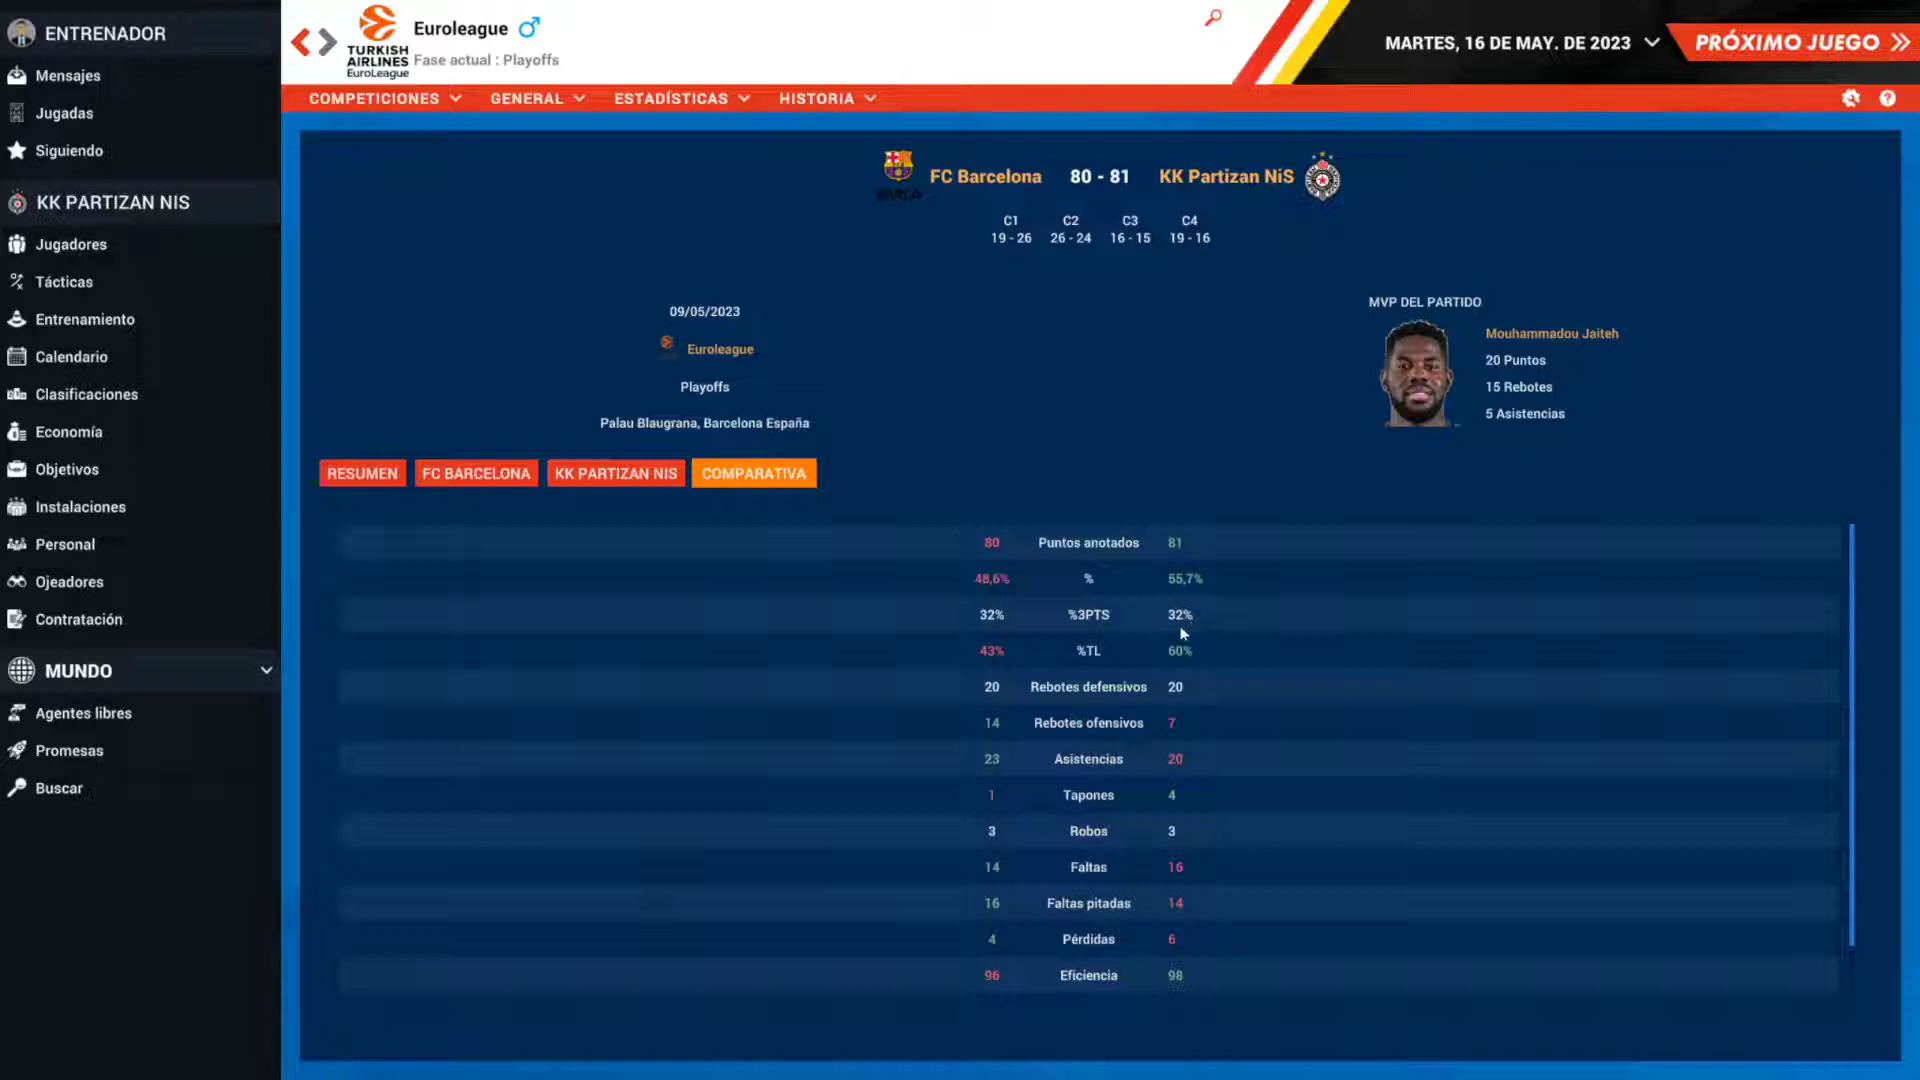 ENTRENADOR
Mensajes
Jugadas
Siguiendo
KK PARTIZAN NIS
Jugadores
Tácticas
Entrenamiento
Calendario
Clasificaciones
Economía
Objetivos
Instalaciones
Personal
Ojeadores
Contratación
MUNDO
Agentes libres
Promesas
Buscar
TURKISH
AIRLINES
EuroLeague
Euroleague
Fase actual : Playoffs
MARTES, 16 DE MAY. DE 2023
PRÓXIMO JUEGO
COMPETICIONES GENERAL ESTADÍSTICAS HISTORIA
?
BARÇA
FC Barcelona 80 - 81 KK Partizan NiS
C1 C2 C3 C4
19 - 26 26 - 24 16 - 15 19 - 16
09/05/2023
Euroleague
Playoffs
Palau Blaugrana, Barcelona España
MVP DEL PARTIDO
Mouhammadou Jaiteh
20 Puntos
15 Rebotes
5 Asistencias
RESUMEN FC BARCELONA KK PARTIZAN NIS COMPARATIVA
80 Puntos anotados 81
48,6% % 55,7%
32% %3PTS 32%
43% %TL 60%
20 Rebotes defensivos 20
14 Rebotes ofensivos 7
23 Asistencias 20
1 Tapones 4
3 Robos 3
14 Faltas 16
16 Faltas pitadas 14
4 Pérdidas 6
96 Eficiencia 98